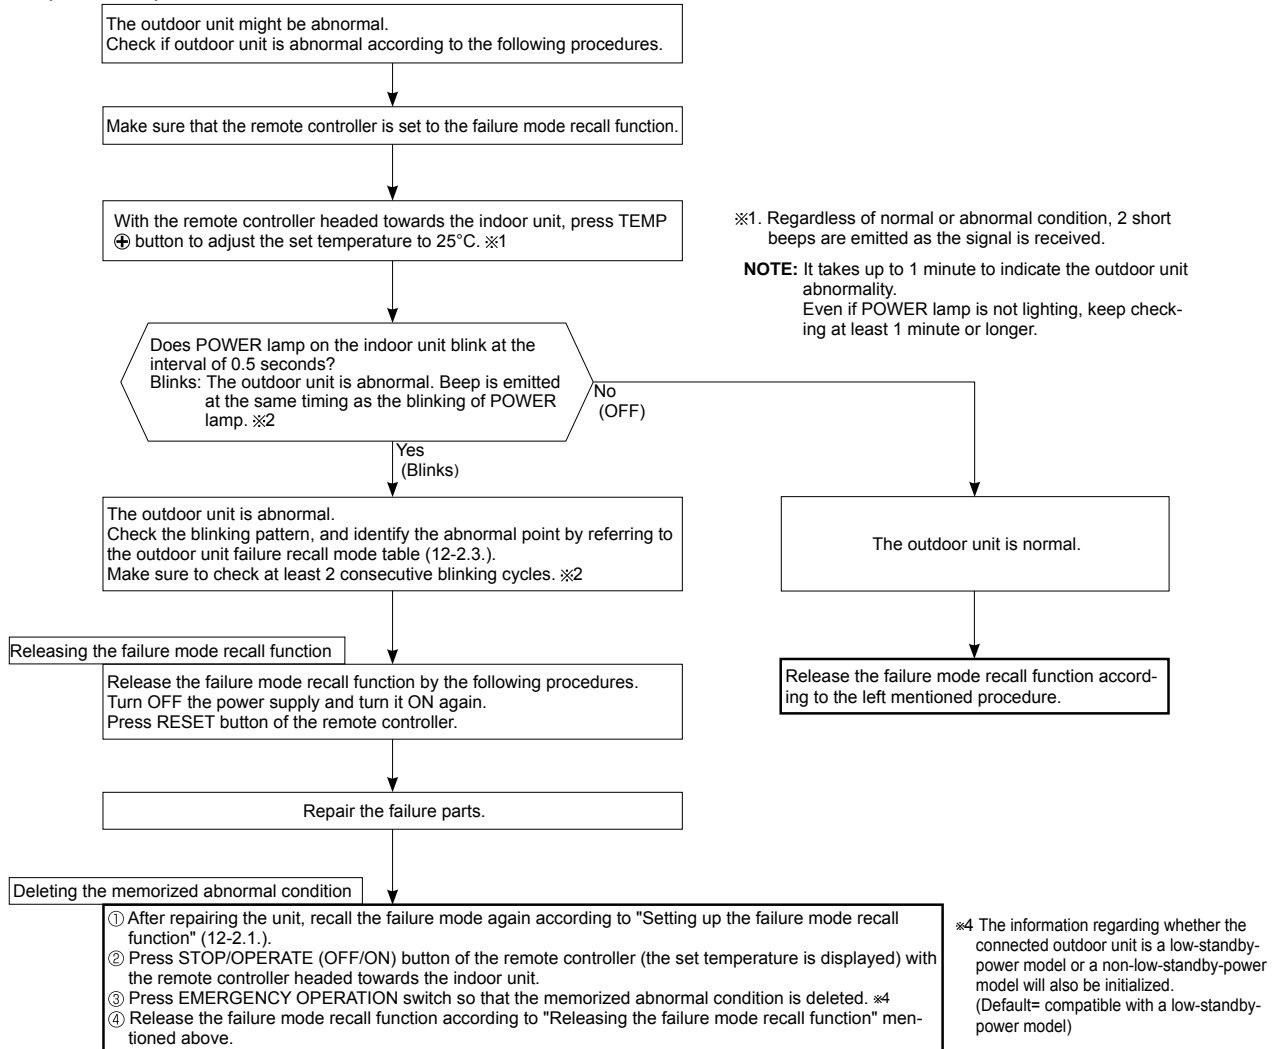 The outdoor unit might be abnormal.
Check if outdoor unit is abnormal according to the following procedures.
Make sure that the remote controller is set to the failure mode recall function.
With the remote controller headed towards the indoor unit, press TEMP
⊕ button to adjust the set temperature to 25°C. ※1
※1. Regardless of normal or abnormal condition, 2 short
beeps are emitted as the signal is received.
NOTE: It takes up to 1 minute to indicate the outdoor unit
abnormality.
Even if POWER lamp is not lighting, keep check-
ing at least 1 minute or longer.
Does POWER lamp on the indoor unit blink at the
interval of 0.5 seconds?
Blinks: The outdoor unit is abnormal. Beep is emitted
at the same timing as the blinking of POWER
lamp. ※2
No
(OFF)
Yes
(Blinks)
The outdoor unit is abnormal.
Check the blinking pattern, and identify the abnormal point by referring to
the outdoor unit failure recall mode table (12-2.3.).
Make sure to check at least 2 consecutive blinking cycles. ※2
The outdoor unit is normal.
Releasing the failure mode recall function
Release the failure mode recall function by the following procedures.
Turn OFF the power supply and turn it ON again.
Press RESET button of the remote controller.
Release the failure mode recall function accord-
ing to the left mentioned procedure.
Repair the failure parts.
Deleting the memorized abnormal condition
① After repairing the unit, recall the failure mode again according to "Setting up the failure mode recall
function" (12-2.1.).
② Press STOP/OPERATE (OFF/ON) button of the remote controller (the set temperature is displayed) with
the remote controller headed towards the indoor unit.
③ Press EMERGENCY OPERATION switch so that the memorized abnormal condition is deleted. ※4
④ Release the failure mode recall function according to "Releasing the failure mode recall function" men-
tioned above.
※4 The information regarding whether the
connected outdoor unit is a low-standby-
power model or a non-low-standby-power
model will also be initialized.
(Default= compatible with a low-standby-
power model)